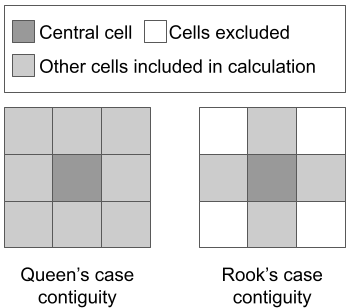 Central cell
Cells excluded
Other cells included in calculation
Queen's case
contiguity
Rook's case
contiguity